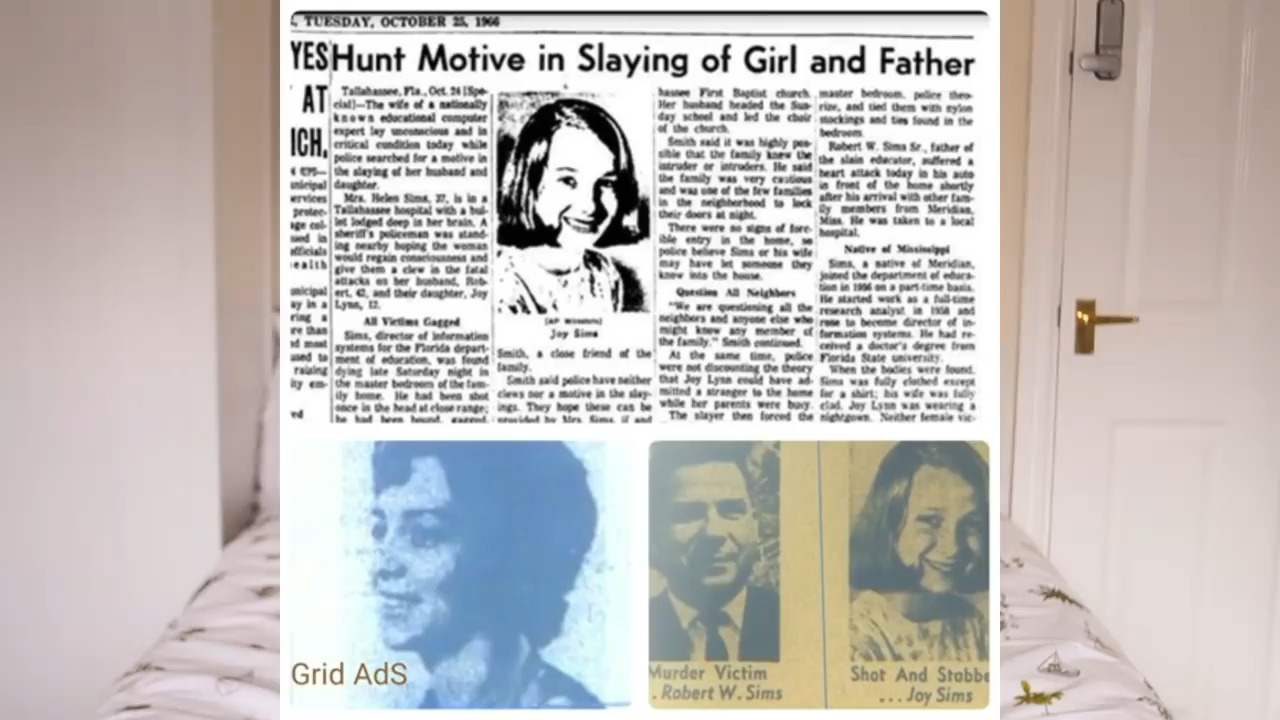 , TUESDAY, OCTOBER 25, 1966
YES
AT
ICH.
Hunt Motive in Slaying of Girl and Father
Tallahassee, Fla., Oct. 24 [Spe-
cial]—The wife of a nationally
known educational computer
expert lay unconscious and in
critical condition today while
police searched for a motive in
the slaying of her husband and
daughter.
Mrs. Helen Sims, 37, is in a
Tallahassee hospital with a bul-
let lodged deep in her brain. A
sheriff's policeman was stand-
ing nearby hoping the woman
would regain consciousness and
give them a clew in the fatal
attacks on her husband, Rob-
ert, 42, and their daughter, Joy
Lynn, 12.
All Victims Gagged
Sims, director of information
systems for the Florida depart-
ment of education, was found
dying late Saturday night in
the master bedroom of the fam-
ily home. He had been shot
once in the head at close range;
he had been bound, gagged,
Joy Sims
Smith, a close friend of the
family.
Smith said police have neither
clews nor a motive in the slay-
ings. They hope these can be
provided by Mrs. Sims, if and
hassee First Baptist church.
Her husband headed the Sun-
day school and led the choir
of the church.
Smith said it was highly pos-
sible that the family knew the
intruder or intruders. He said
the family was very cautious
and was one of the few families
in the neighborhood to lock
their doors at night.
There were no signs of forc-
ible entry in the home, so
police believe Sims or his wife
may have let someone they
knew into the house.
Question All Neighbors
"We are questioning all the
neighbors and anyone else who
might know any member of
the family," Smith continued.
At the same time, police
were not discounting the theory
that Joy Lynn could have ad-
mitted a stranger to the home
while her parents were busy.
The slayer then forced the
master bedroom, police theo-
rize, and tied them with nylon
stockings and ties found in the
bedroom.
Robert W. Sims Sr., father of
the slain educator, suffered a
heart attack today in his auto
in front of the home shortly
after his arrival with other fam-
ily members from Meridian,
Miss. He was taken to a local
hospital.
Native of Mississippi
Sims, a native of Meridian,
joined the department of educa-
tion in 1956 on a part-time basis.
He started work as a full-time
research analyst in 1958 and
rose to become director of in-
formation systems. He had re-
ceived a doctor's degree from
Florida State university.
When the bodies were found,
Sims was fully clothed except
for a shirt; his wife was fully
clad. Joy Lynn was wearing a
nightgown. Neither female vic-
Grid AdS
Murder Victim
. Robert W. Sims
Shot And Stabbe
...Joy Sims